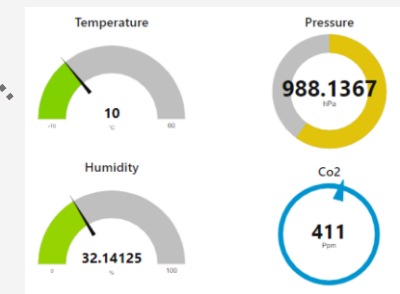 Temperature
10
-10
°C
60
Pressure
988.1367
hPa
Humidity
32.14125
0
%
100
Co2
411
Ppm